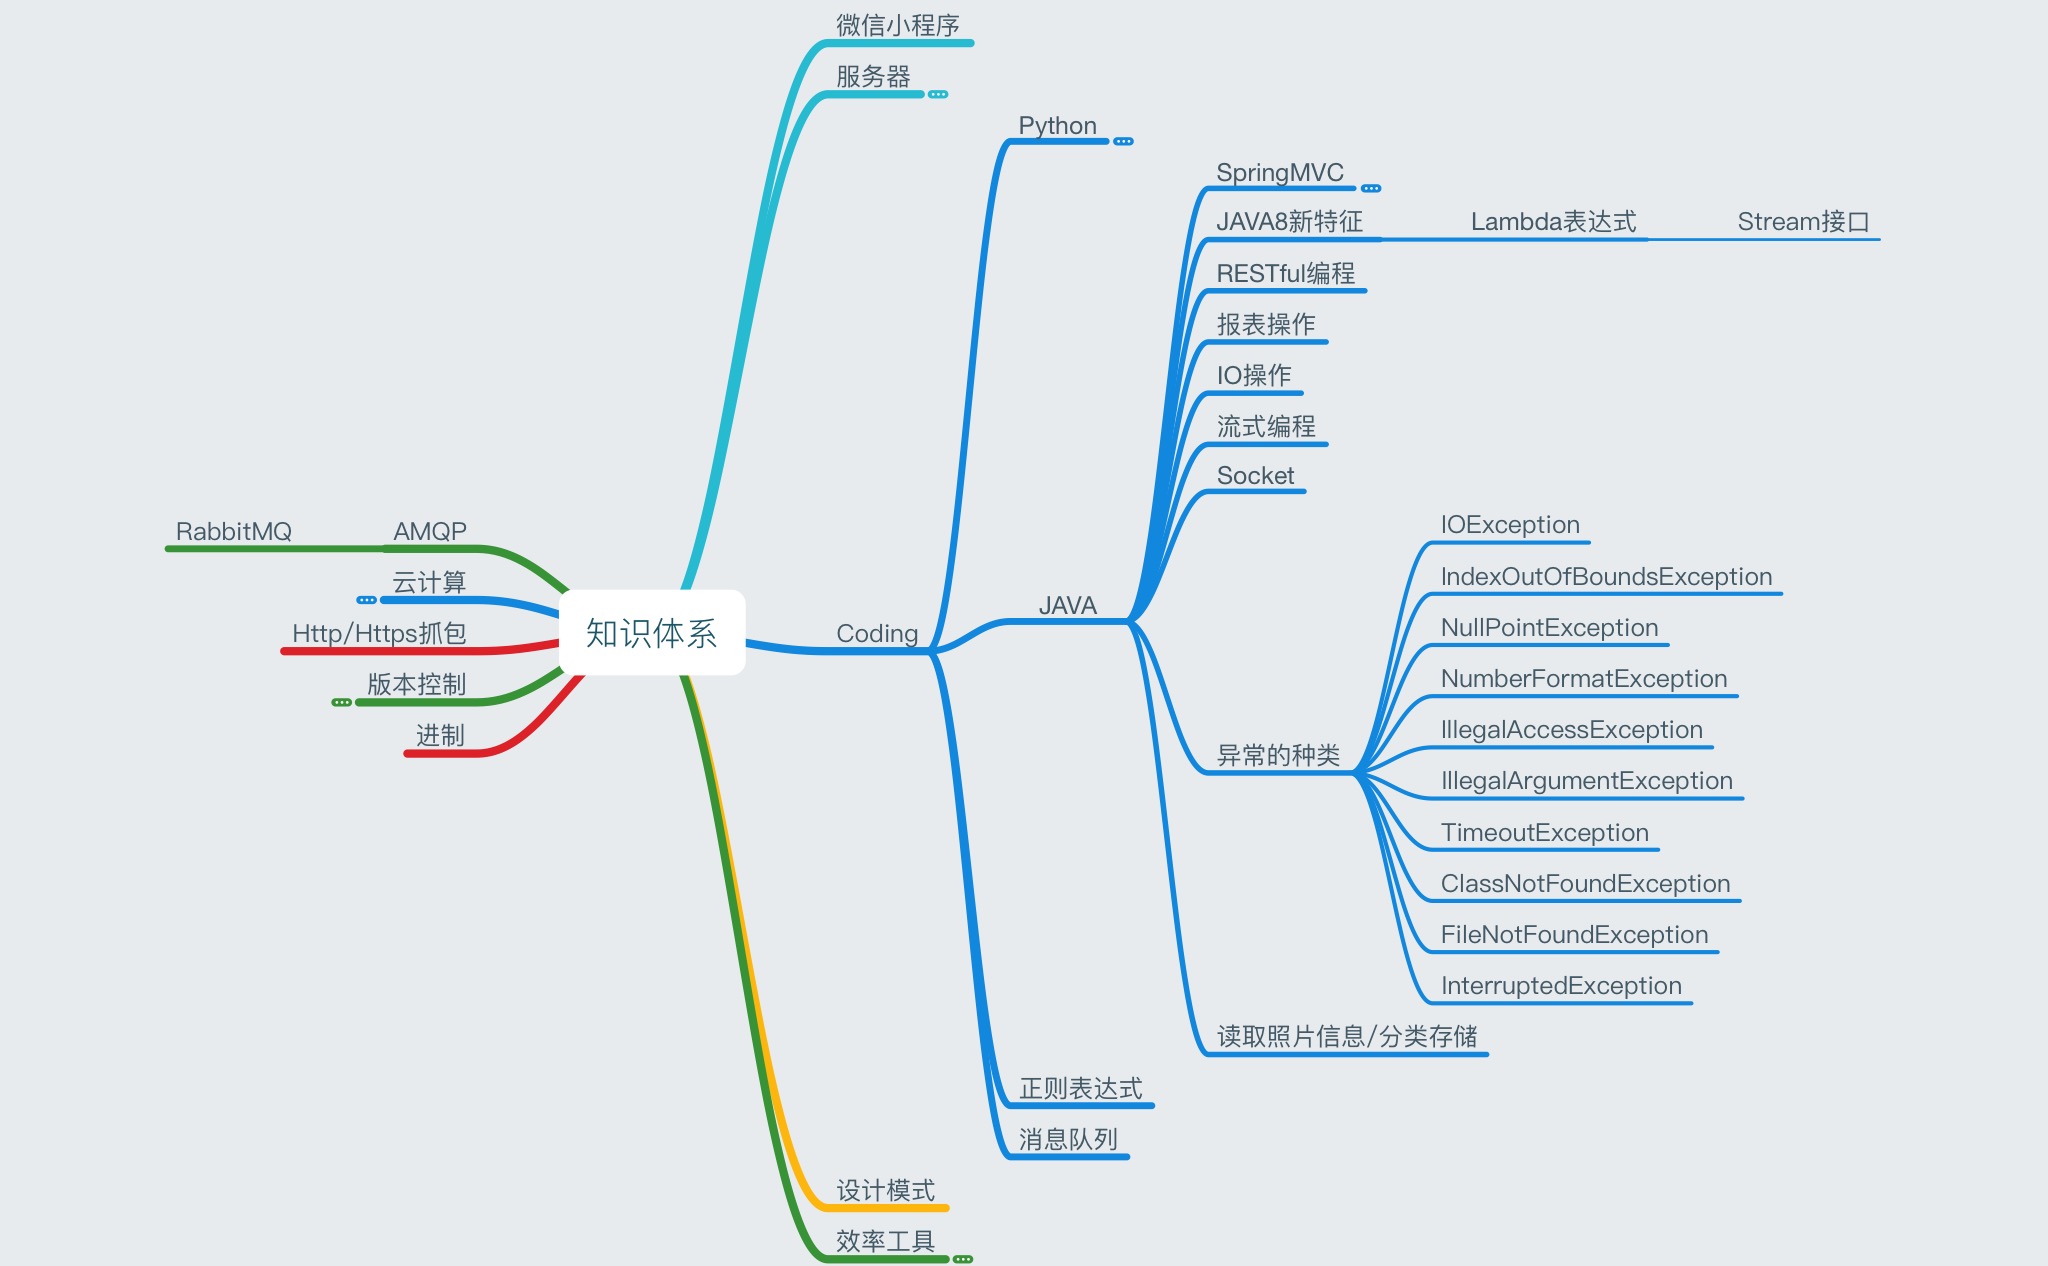 微信小程序
服务器
Python
SpringMVC
JAVA8新特征
Lambda表达式
Stream接口
RESTful编程
报表操作
IO操作
流式编程
Socket
IOException
RabbitMQ
AMQP
IndexOutOfBoundsException
云计算
JAVA
NullPointException
Http/Https抓包
知识体系
Coding
NumberFormatException
版本控制
IllegalAccessException
进制
异常的种类
IllegalArgumentException
TimeoutException
ClassNotFoundException
FileNotFoundException
InterruptedException
读取照片信息/分类存储
正则表达式
消息队列
设计模式
效率工具